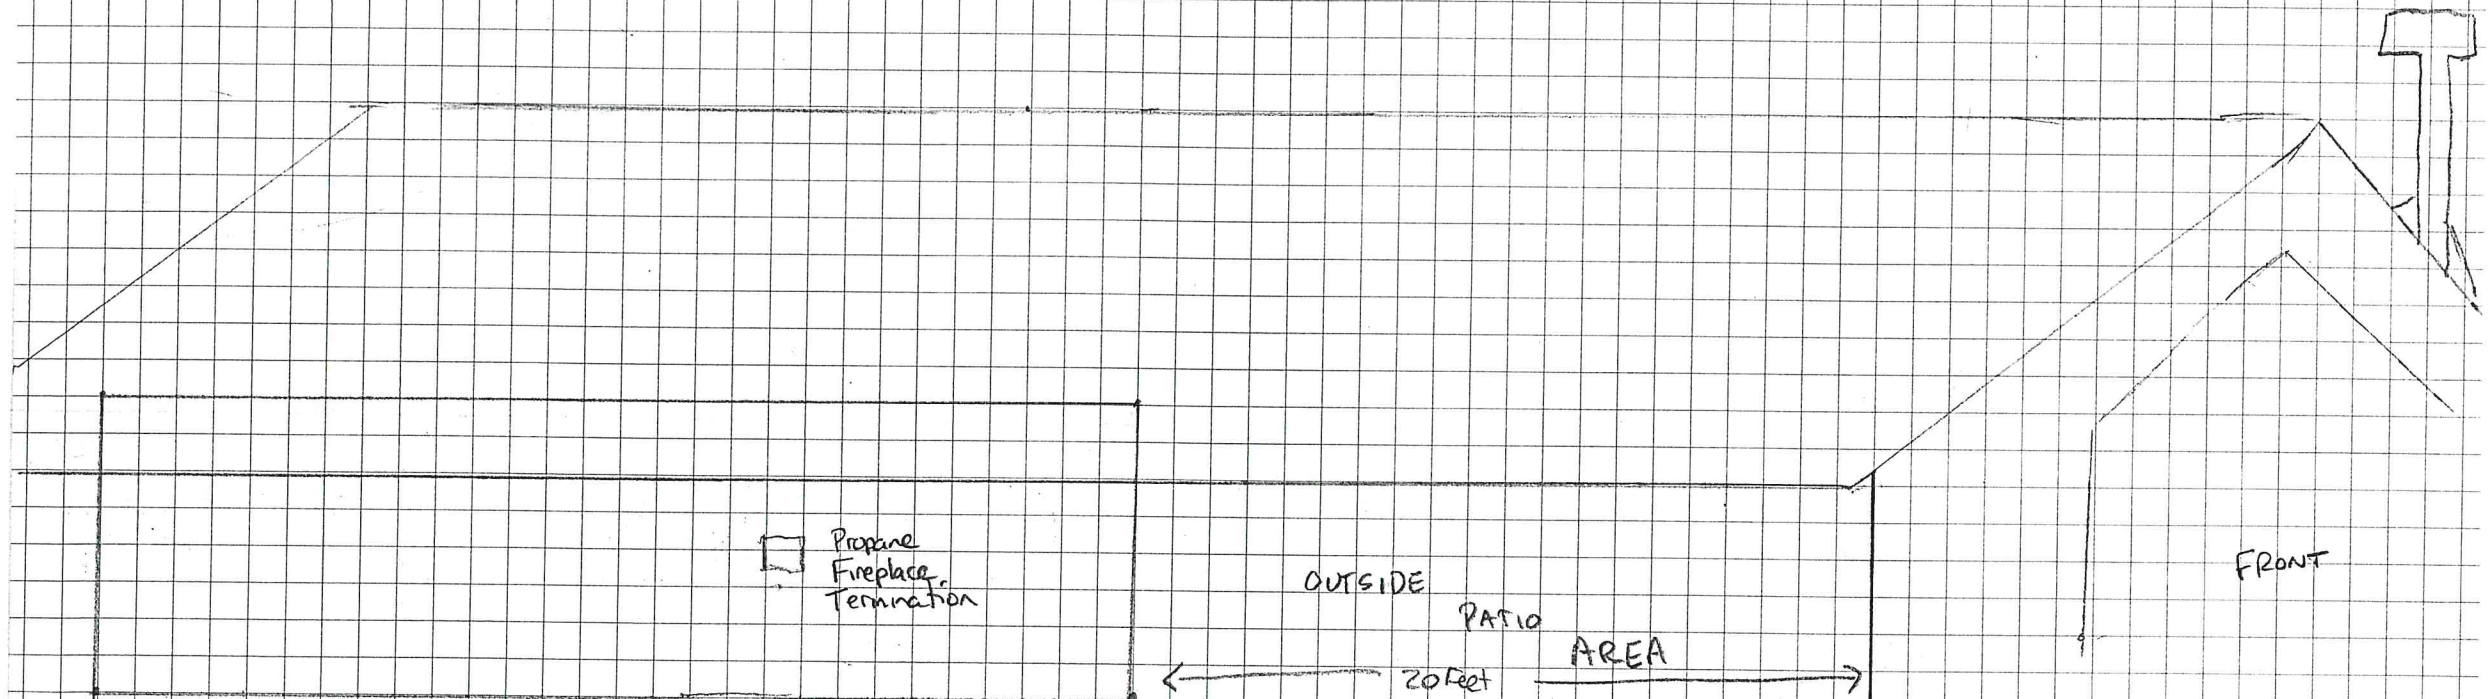 Propane
Fireplace
Termination
OUTSIDE
PATIO
AREA
20 Feet
FRONT